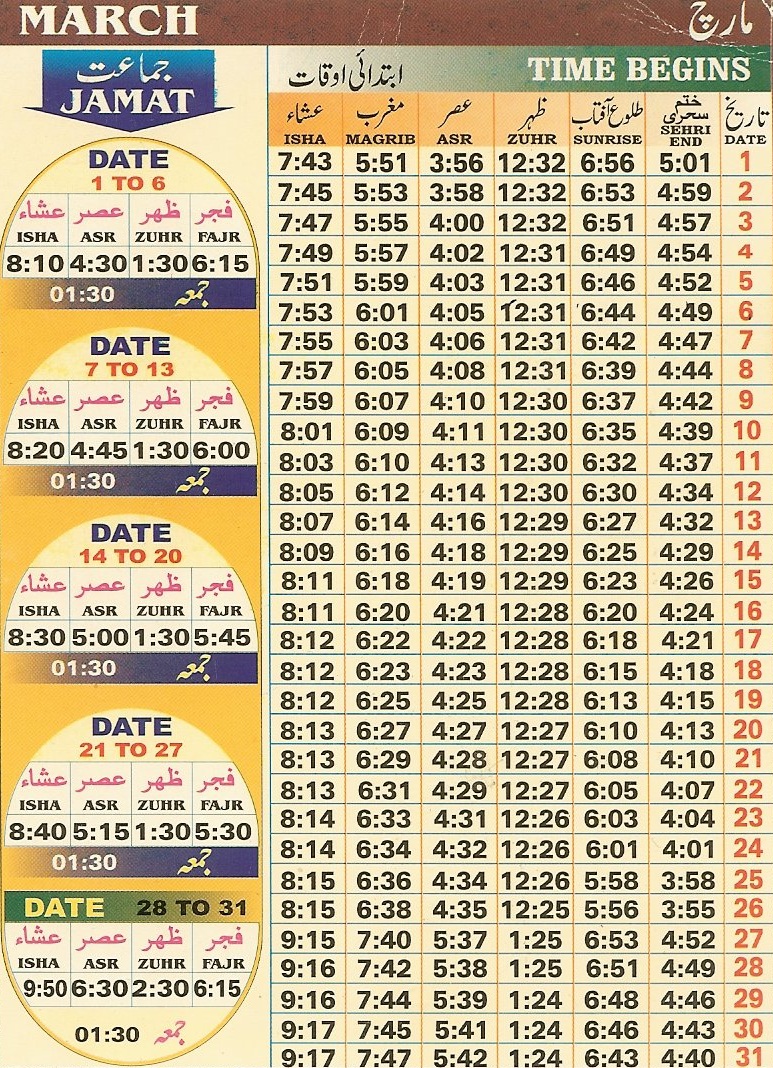 MARCH مارچ
جماعت
JAMAT
DATE
1 TO 6
عشاء عصر ظهر فجر
ISHA ASR ZUHR FAJR
8:10 4:30 1:30 6:15
01:30 جمعہ
DATE
7 TO 13
عشاء عصر ظهر فجر
ISHA ASR ZUHR FAJR
8:20 4:45 1:30 6:00
01:30 جمعہ
DATE
14 TO 20
عشاء عصر ظهر فجر
ISHA ASR ZUHR FAJR
8:30 5:00 1:30 5:45
01:30 جمعہ
DATE
21 TO 27
عشاء عصر ظهر فجر
ISHA ASR ZUHR FAJR
8:40 5:15 1:30 5:30
01:30 جمعہ
DATE 28 TO 31
عشاء عصر ظهر فجر
ISHA ASR ZUHR FAJR
9:50 6:30 2:30 6:15
01:30 جمعہ
ابتدائی اوقات TIME BEGINS
عشاء مغرب عصر ظہر طلوع آفتاب ختم سحری تاریخ
ISHA MAGRIB ASR ZUHR SUNRISE SEHRI END DATE
7:43 5:51 3:56 12:32 6:56 5:01 1
7:45 5:53 3:58 12:32 6:53 4:59 2
7:47 5:55 4:00 12:32 6:51 4:57 3
7:49 5:57 4:02 12:31 6:49 4:54 4
7:51 5:59 4:03 12:31 6:46 4:52 5
7:53 6:01 4:05 12:31 6:44 4:49 6
7:55 6:03 4:06 12:31 6:42 4:47 7
7:57 6:05 4:08 12:31 6:39 4:44 8
7:59 6:07 4:10 12:30 6:37 4:42 9
8:01 6:09 4:11 12:30 6:35 4:39 10
8:03 6:10 4:13 12:30 6:32 4:37 11
8:05 6:12 4:14 12:30 6:30 4:34 12
8:07 6:14 4:16 12:29 6:27 4:32 13
8:09 6:16 4:18 12:29 6:25 4:29 14
8:11 6:18 4:19 12:29 6:23 4:26 15
8:11 6:20 4:21 12:28 6:20 4:24 16
8:12 6:22 4:22 12:28 6:18 4:21 17
8:12 6:23 4:23 12:28 6:15 4:18 18
8:12 6:25 4:25 12:28 6:13 4:15 19
8:13 6:27 4:27 12:27 6:10 4:13 20
8:13 6:29 4:28 12:27 6:08 4:10 21
8:13 6:31 4:29 12:27 6:05 4:07 22
8:14 6:33 4:31 12:26 6:03 4:04 23
8:14 6:34 4:32 12:26 6:01 4:01 24
8:15 6:36 4:34 12:26 5:58 3:58 25
8:15 6:38 4:35 12:25 5:56 3:55 26
9:15 7:40 5:37 1:25 6:53 4:52 27
9:16 7:42 5:38 1:25 6:51 4:49 28
9:16 7:44 5:39 1:24 6:48 4:46 29
9:17 7:45 5:41 1:24 6:46 4:43 30
9:17 7:47 5:42 1:24 6:43 4:40 31